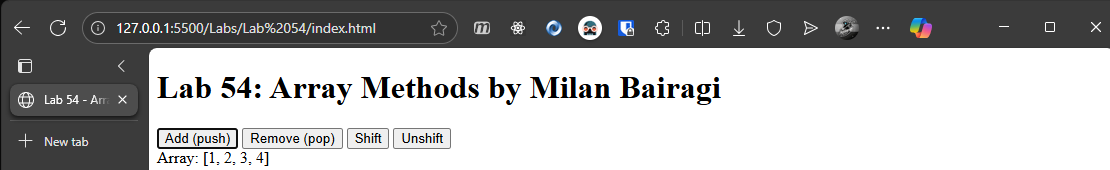 127.0.0.1:5500/Labs/Lab%2054/index.html
Lab 54 - Arr
New tab
Lab 54: Array Methods by Milan Bairagi
Add (push) Remove (pop) Shift Unshift
Array: [1, 2, 3, 4]